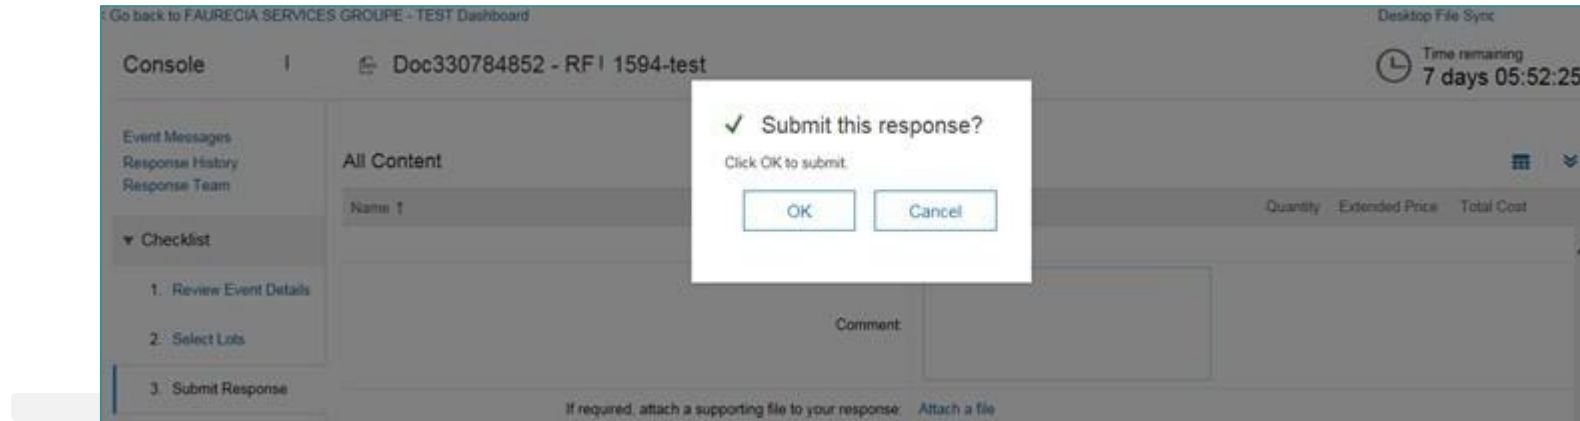 Go back to FAURECIA SERVICES GROUPE - TEST Dashboard
Desktop File Sync
Console
Doc330784852 - RFI 1594-test
Time remaining
7 days 05:52:25
Event Messages
Response History
Response Team
Checklist
1. Review Event Details
2. Select Lots
3. Submit Response
All Content
Name ↑
Quantity
Extended Price
Total Cost
✓ Submit this response?
Click OK to submit.
OK
Cancel
Comment:
If required, attach a supporting file to your response:
Attach a file